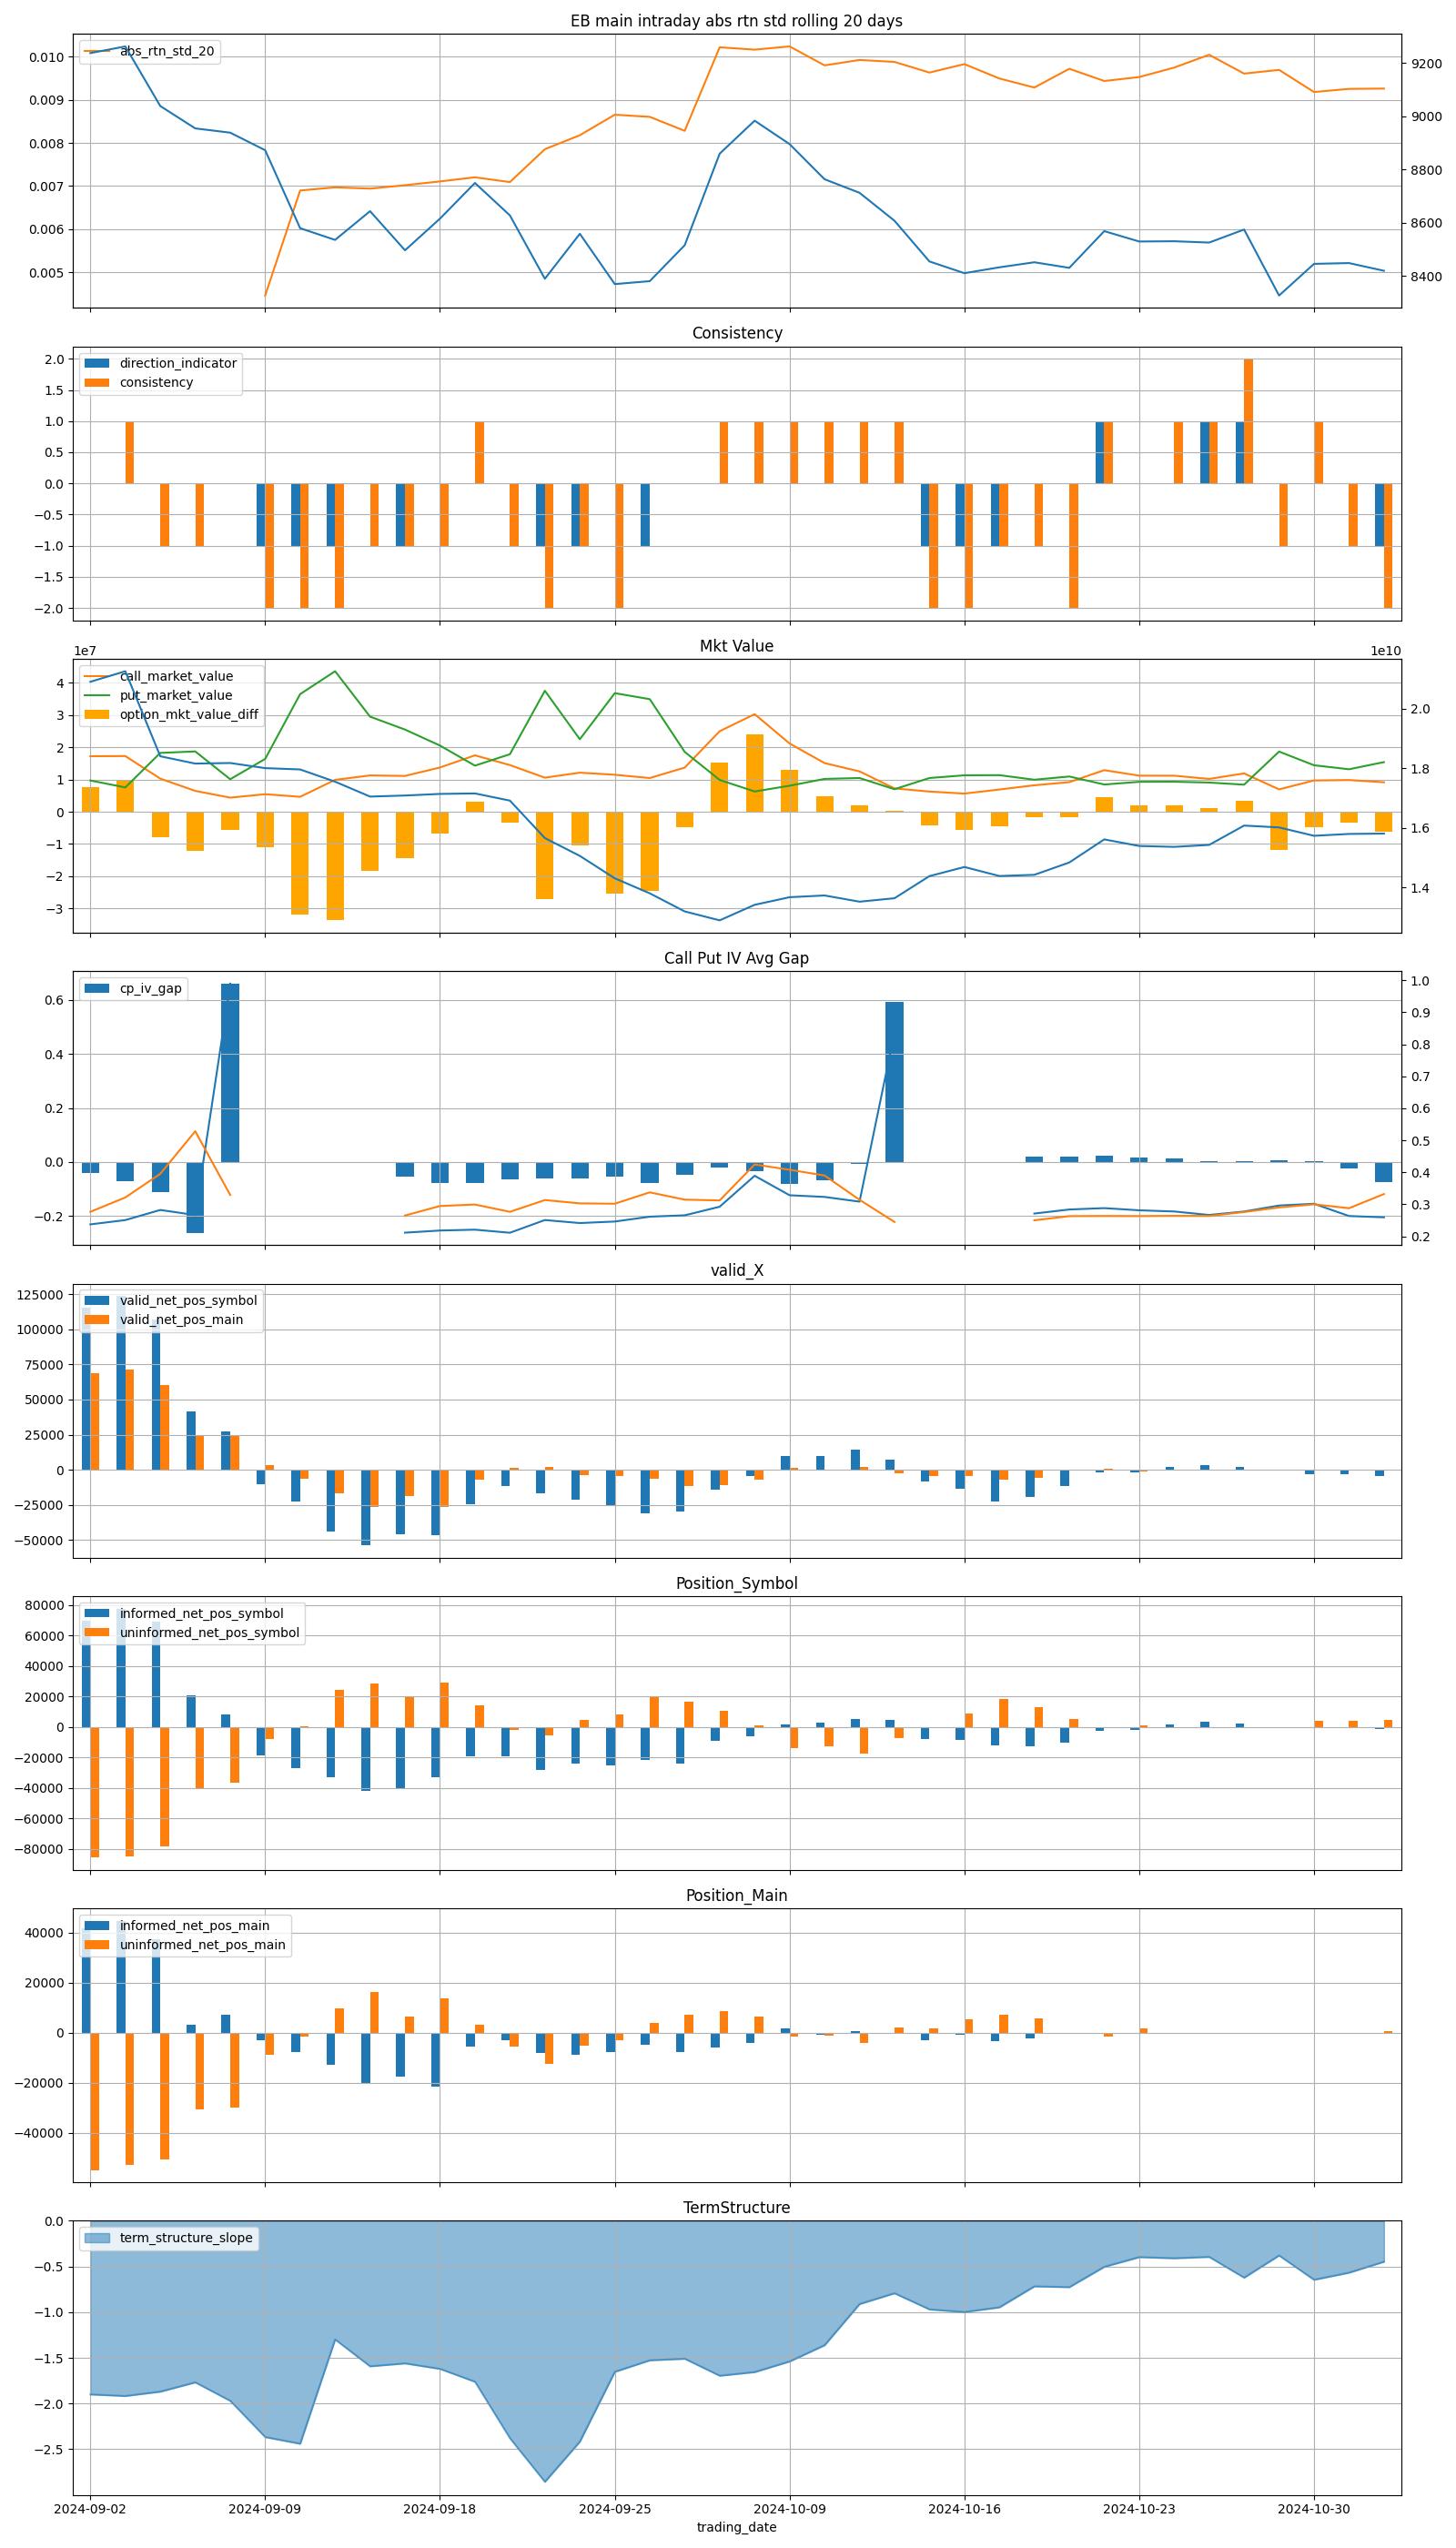 EB main intraday abs rtn std rolling 20 days
abs_rtn_std_20
0.010
0.009
0.008
0.007
0.006
0.005
9200
9000
8800
8600
8400
Consistency
direction_indicator
consistency
2.0
1.5
1.0
0.5
0.0
−0.5
−1.0
−1.5
−2.0
Mkt Value
1e7
1e10
call_market_value
put_market_value
option_mkt_value_diff
4
3
2
1
0
−1
−2
−3
2.0
1.8
1.6
1.4
Call Put IV Avg Gap
cp_iv_gap
0.6
0.4
0.2
0.0
−0.2
1.0
0.9
0.8
0.7
0.6
0.5
0.4
0.3
0.2
valid_X
valid_net_pos_symbol
valid_net_pos_main
125000
100000
75000
50000
25000
0
−25000
−50000
Position_Symbol
informed_net_pos_symbol
uninformed_net_pos_symbol
80000
60000
40000
20000
0
−20000
−40000
−60000
−80000
Position_Main
informed_net_pos_main
uninformed_net_pos_main
40000
20000
0
−20000
−40000
TermStructure
term_structure_slope
0.0
−0.5
−1.0
−1.5
−2.0
−2.5
2024-09-02 2024-09-09 2024-09-18 2024-09-25 2024-10-09 2024-10-16 2024-10-23 2024-10-30
trading_date